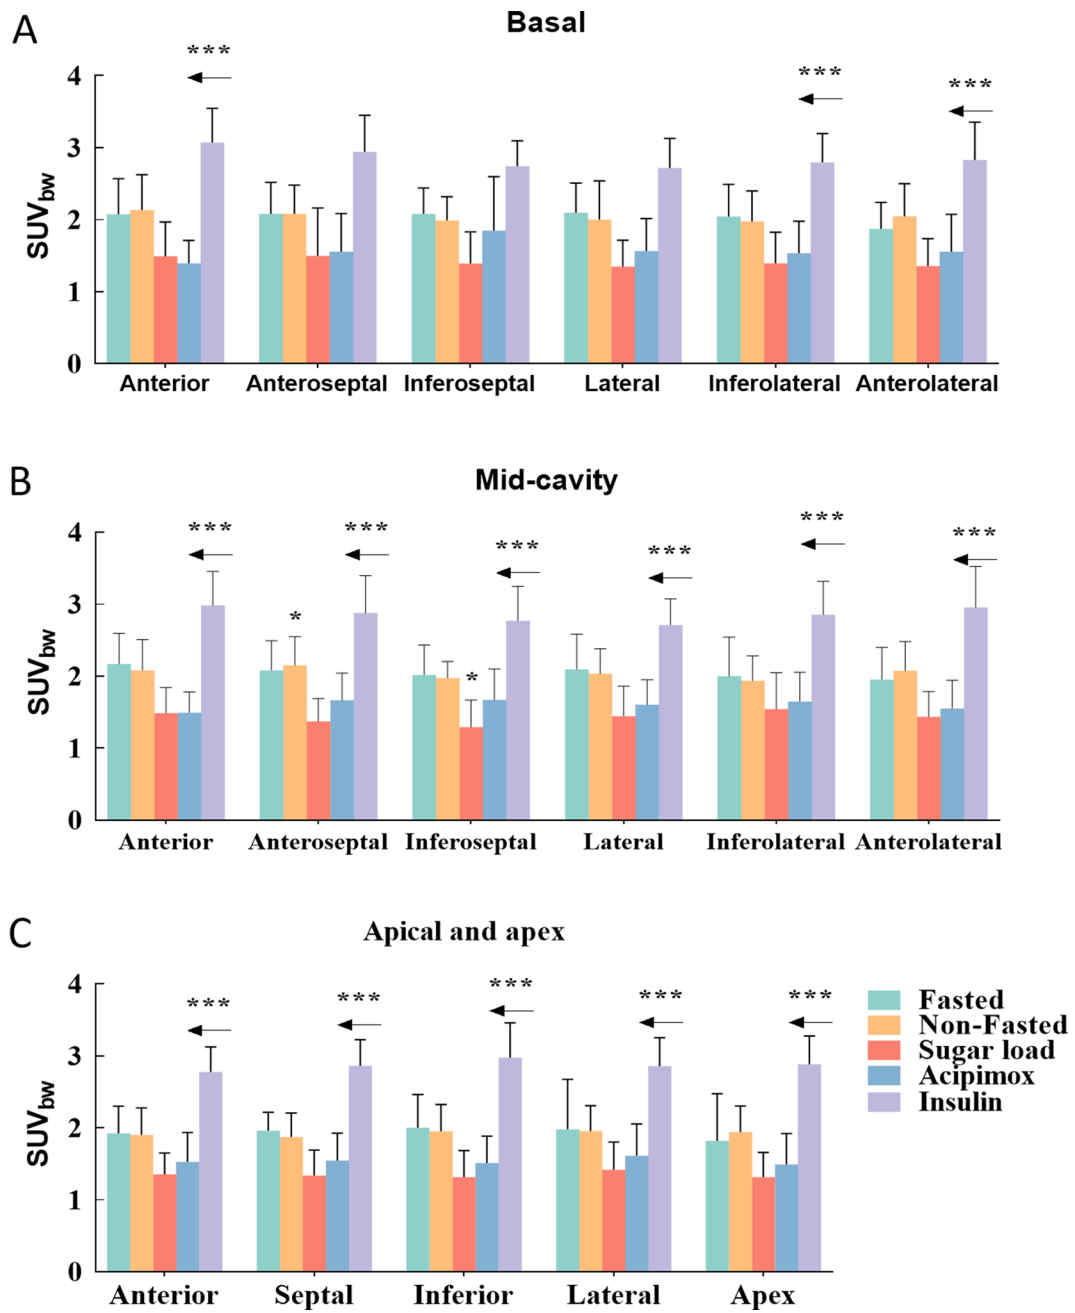 A
Basal
*** *** ***
4
3
2
1
0
SUVbw
Anterior Anteroseptal Inferoseptal Lateral Inferolateral Anterolateral
B
Mid-cavity
*** *** *** *** *** ***
* *
4
3
2
1
0
SUVbw
Anterior Anteroseptal Inferoseptal Lateral Inferolateral Anterolateral
C
Apical and apex
*** *** *** *** ***
4
3
2
1
0
SUVbw
Anterior Septal Inferior Lateral Apex
Fasted
Non-Fasted
Sugar load
Acipimox
Insulin